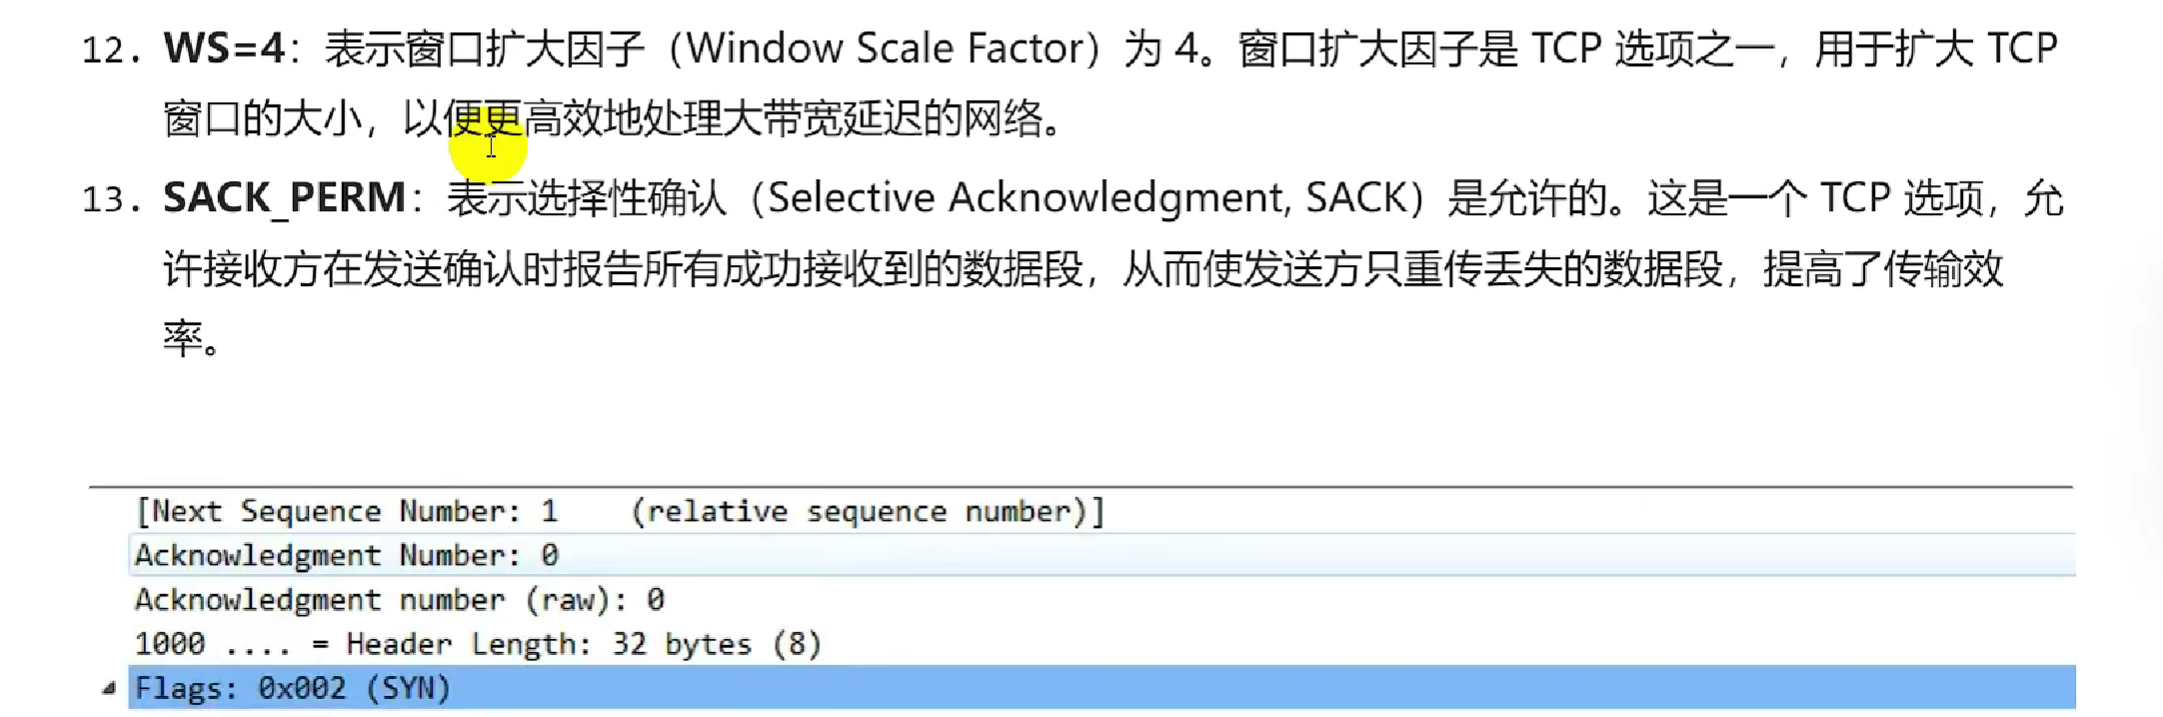 12. WS=4：表示窗口扩大因子（Window Scale Factor）为 4。窗口扩大因子是 TCP 选项之一，用于扩大 TCP
窗口的大小，以便更高效地处理大带宽延迟的网络。
13. SACK_PERM：表示选择性确认（Selective Acknowledgment, SACK）是允许的。这是一个 TCP 选项，允
许接收方在发送确认时报告所有成功接收到的数据段，从而使发送方只重传丢失的数据段，提高了传输效
率。
[Next Sequence Number: 1    (relative sequence number)]
Acknowledgment Number: 0
Acknowledgment number (raw): 0
1000 .... = Header Length: 32 bytes (8)
Flags: 0x002 (SYN)